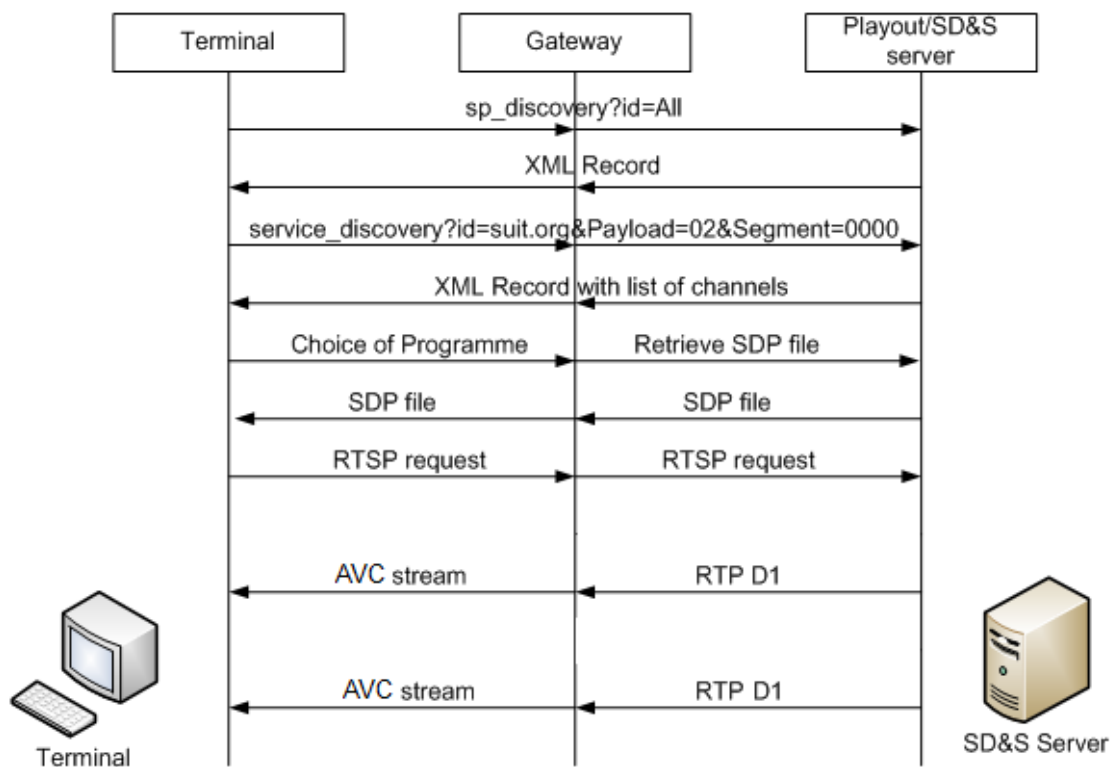 Terminal
Gateway
Playout/SD&S
server
sp_discovery?id=All
XML Record
service_discovery?id=suit.org&Payload=02&Segment=0000
XML Record with list of channels
Choice of Programme
Retrieve SDP file
SDP file
SDP file
RTSP request
RTSP request
AVC stream
RTP D1
AVC stream
RTP D1
Terminal
SD&S Server